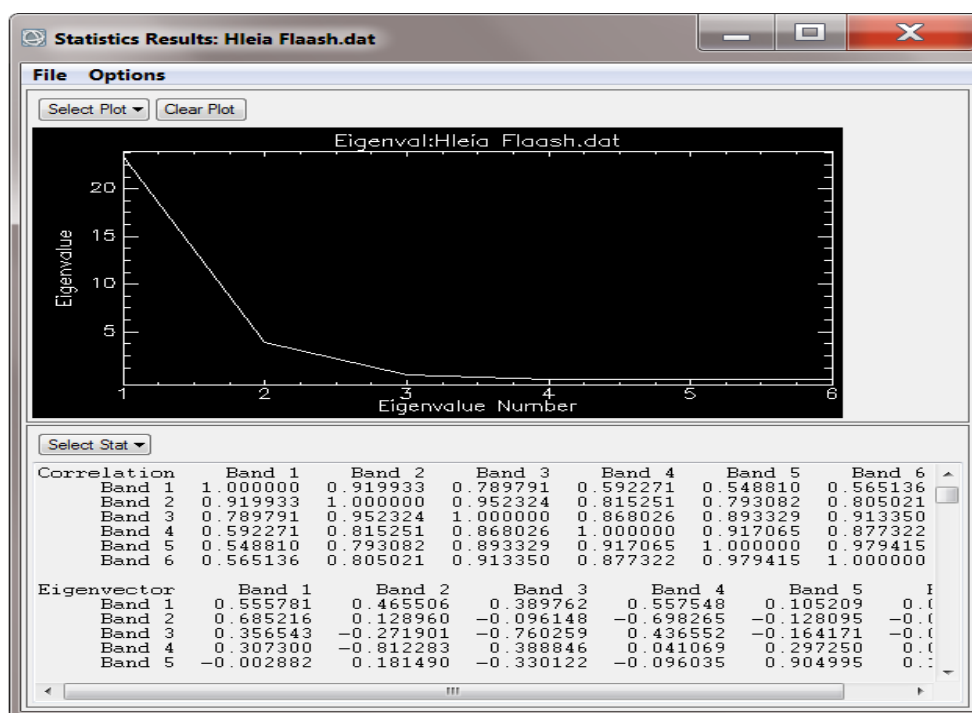 Statistics Results: Hleia Flaash.dat
File Options
Select Plot Clear Plot
Eigenval:Hleia Flaash.dat
20
15
10
5
Eigenvalue
1 2 3 4 5 6
Eigenvalue Number
Select Stat
Correlation Band 1 Band 2 Band 3 Band 4 Band 5 Band 6
Band 1 1.000000 0.919933 0.789791 0.592271 0.548810 0.565136
Band 2 0.919933 1.000000 0.952324 0.815251 0.793082 0.805021
Band 3 0.789791 0.952324 1.000000 0.868026 0.893329 0.913350
Band 4 0.592271 0.815251 0.868026 1.000000 0.917065 0.877322
Band 5 0.548810 0.793082 0.893329 0.917065 1.000000 0.979415
Band 6 0.565136 0.805021 0.913350 0.877322 0.979415 1.000000
Eigenvector Band 1 Band 2 Band 3 Band 4 Band 5
Band 1 0.555781 0.465506 0.389762 0.557548 0.105209
Band 2 0.685216 0.128960 -0.096148 -0.698265 -0.128095
Band 3 0.356543 -0.271901 -0.760259 0.436552 -0.164171
Band 4 0.307300 -0.812283 0.388846 0.041069 0.297250
Band 5 -0.002882 0.181490 -0.330122 -0.096035 0.904995